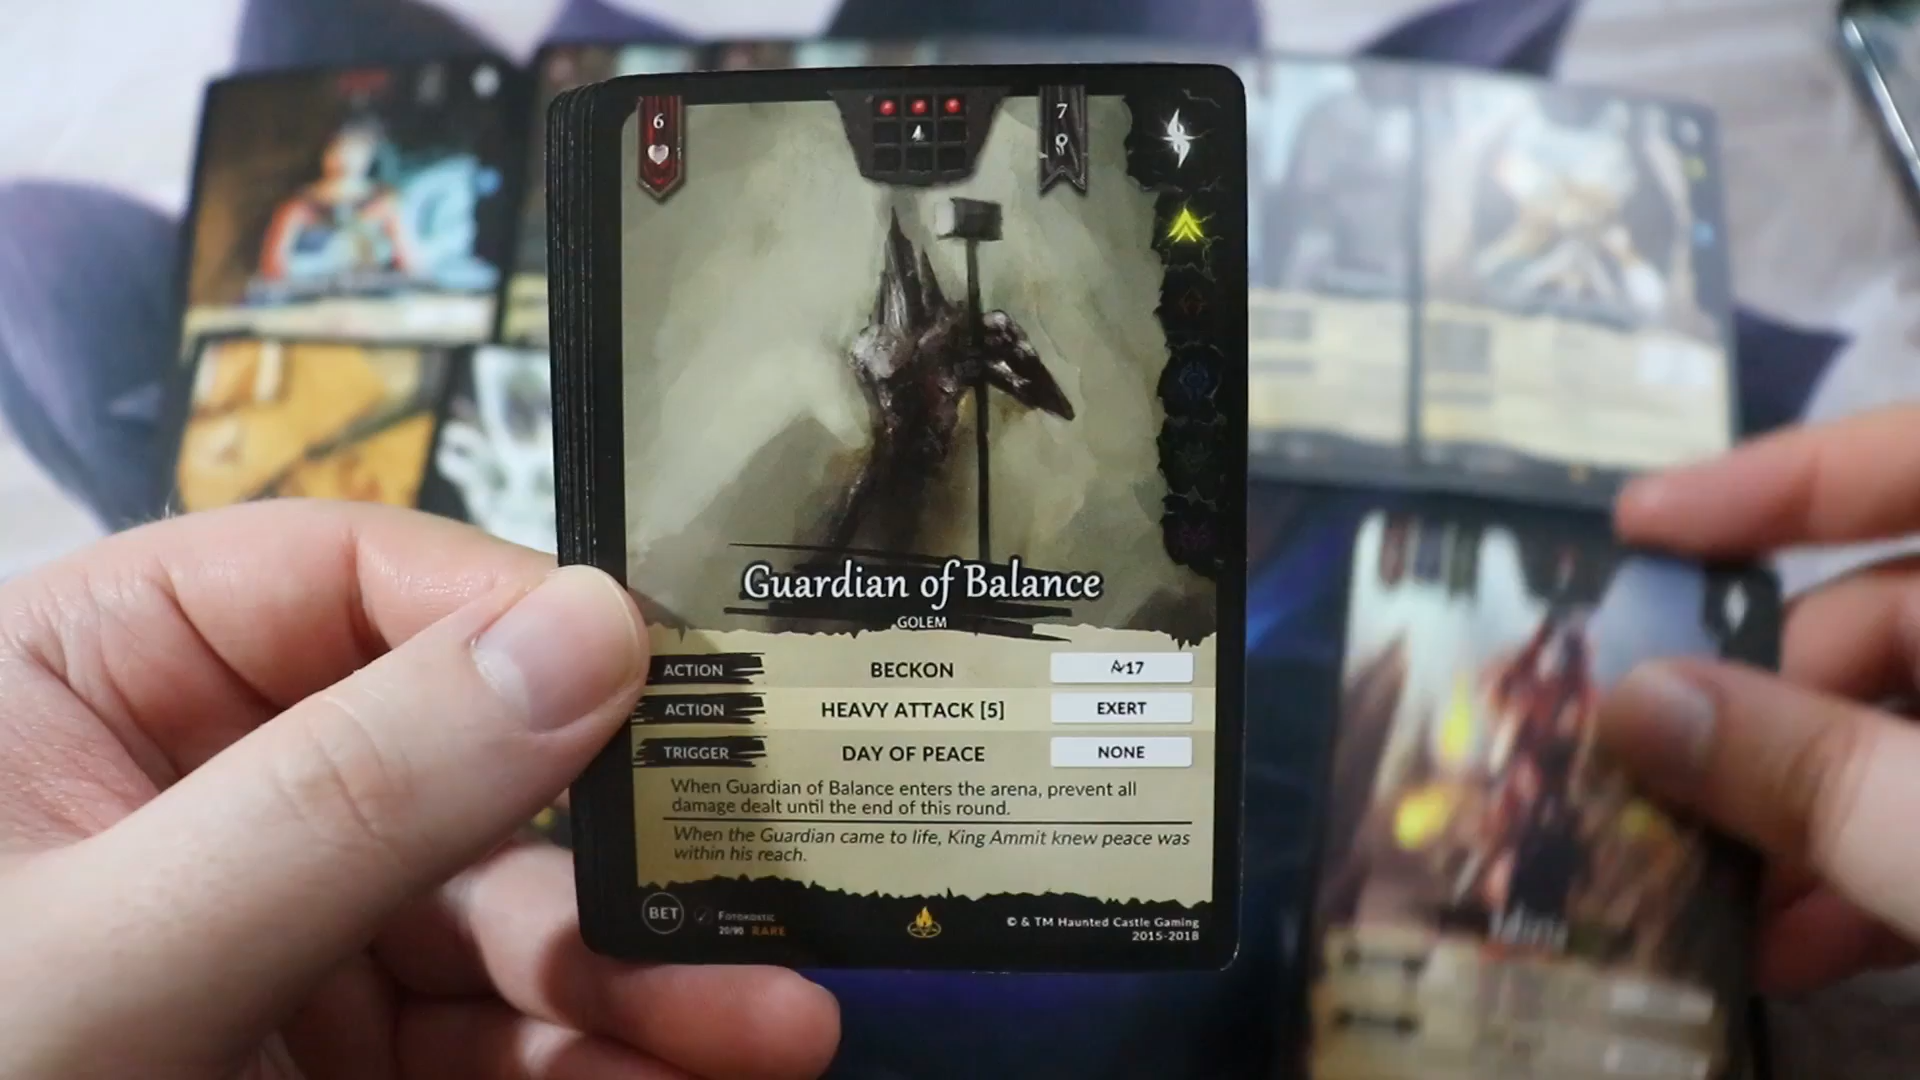 6
7
Guardian of Balance
GOLEM
ACTION BECKON 17
ACTION HEAVY ATTACK [5] EXERT
TRIGGER DAY OF PEACE NONE
When Guardian of Balance enters the arena, prevent all
damage dealt until the end of this round.
When the Guardian came to life, King Ammit knew peace was
within his reach.
BET
Fotokostic
20/90 RARE
© & TM Haunted Castle Gaming
2015-2018